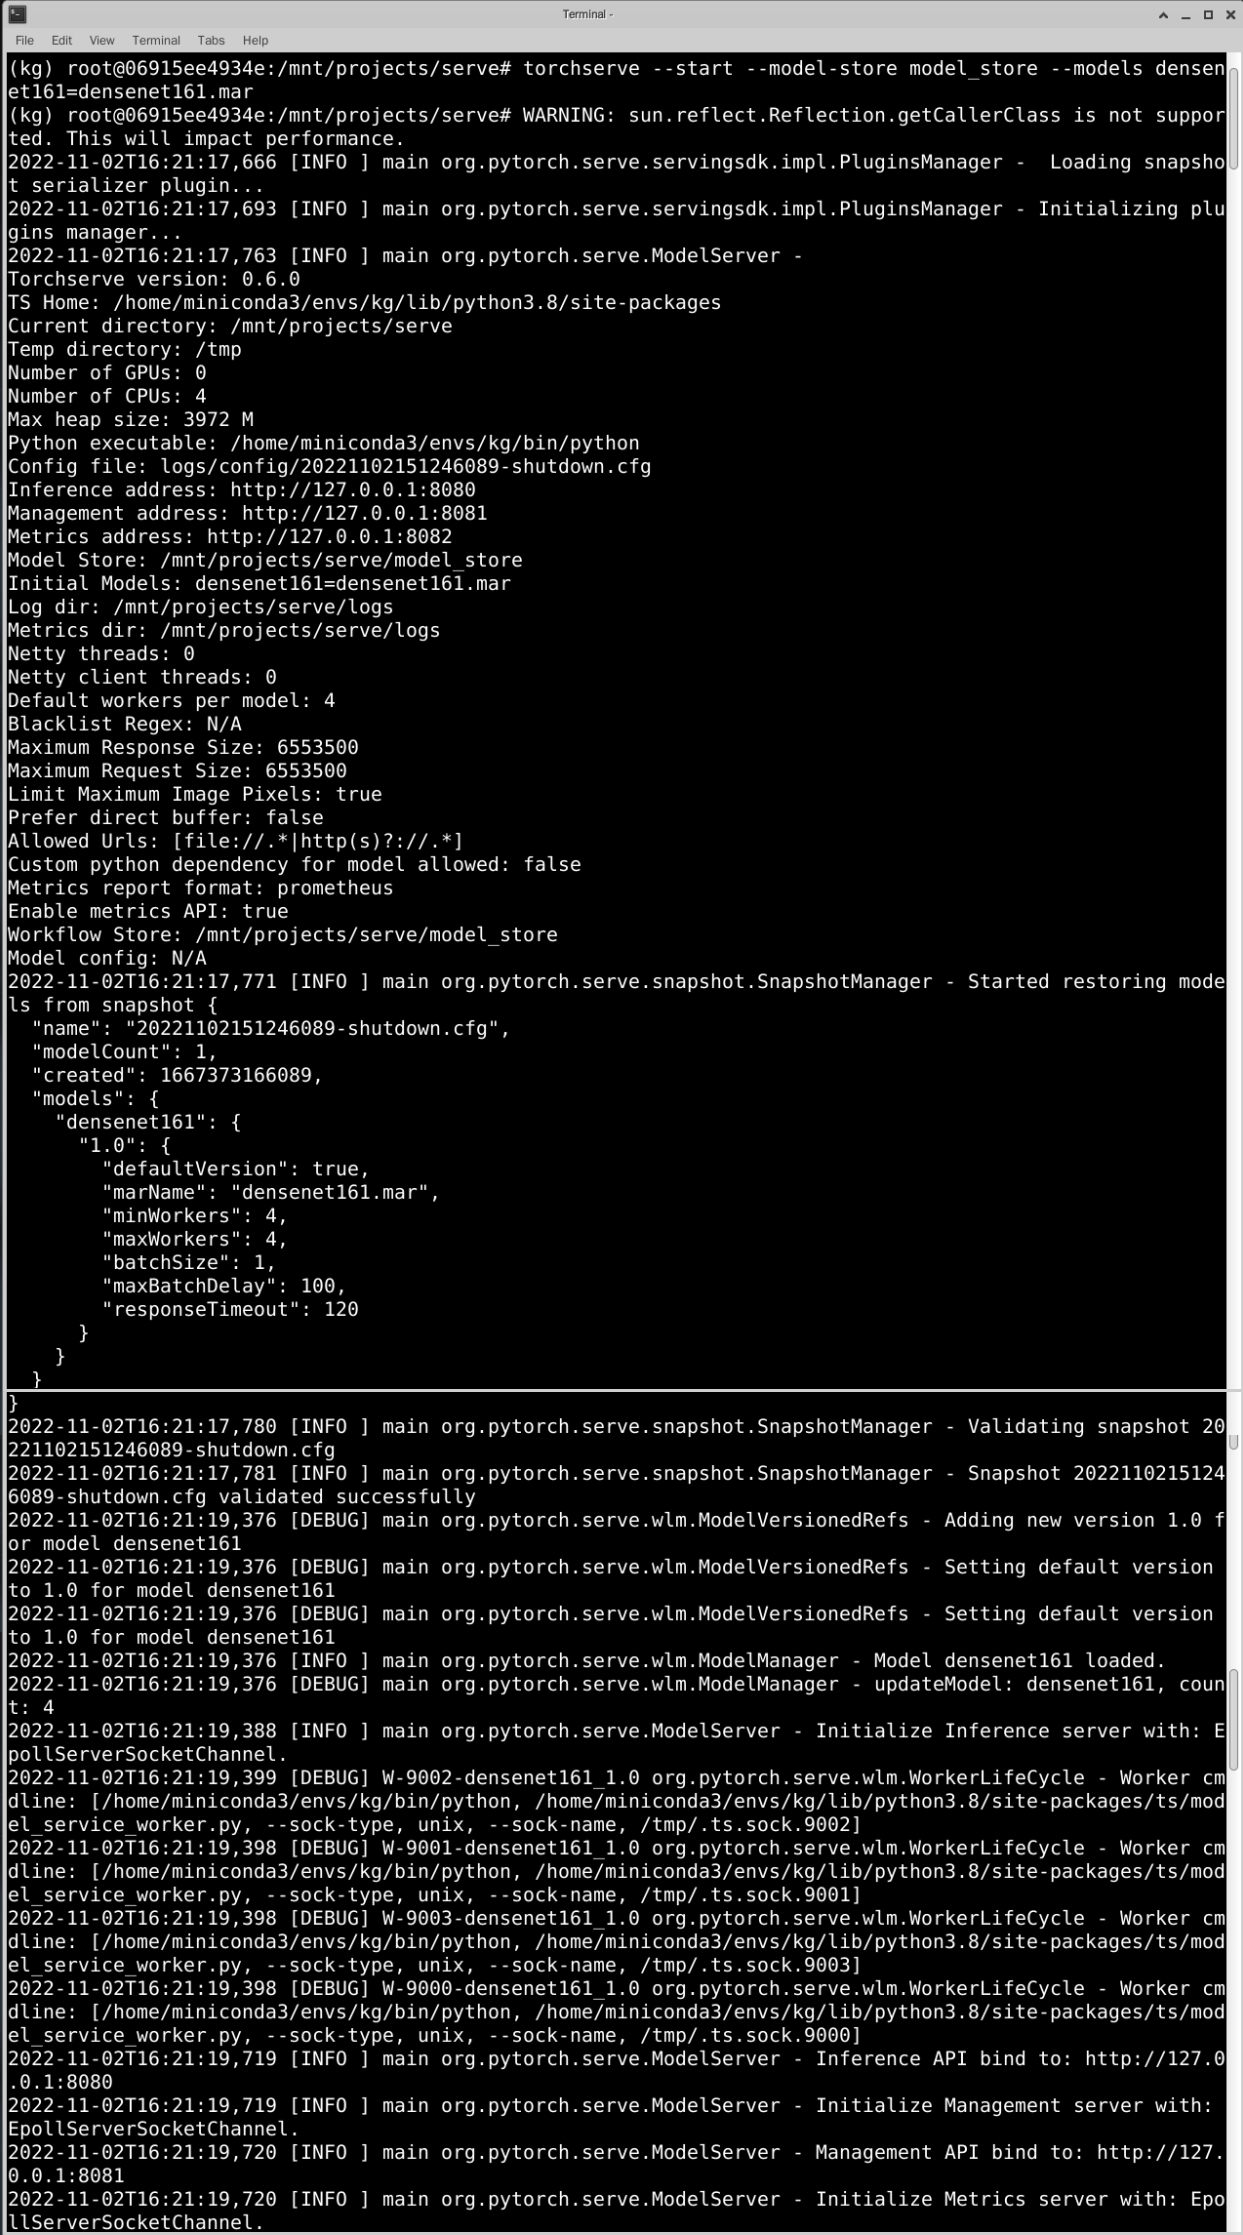 Terminal -
File Edit View Terminal Tabs Help
(kg) root@06915ee4934e:/mnt/projects/serve# torchserve --start --model-store model_store --models densen
et161=densenet161.mar
(kg) root@06915ee4934e:/mnt/projects/serve# WARNING: sun.reflect.Reflection.getCallerClass is not suppor
ted. This will impact performance.
2022-11-02T16:21:17,666 [INFO ] main org.pytorch.serve.servingsdk.impl.PluginsManager -  Loading snapsho
t serializer plugin...
2022-11-02T16:21:17,693 [INFO ] main org.pytorch.serve.servingsdk.impl.PluginsManager - Initializing plu
gins manager...
2022-11-02T16:21:17,763 [INFO ] main org.pytorch.serve.ModelServer -
Torchserve version: 0.6.0
TS Home: /home/miniconda3/envs/kg/lib/python3.8/site-packages
Current directory: /mnt/projects/serve
Temp directory: /tmp
Number of GPUs: 0
Number of CPUs: 4
Max heap size: 3972 M
Python executable: /home/miniconda3/envs/kg/bin/python
Config file: logs/config/20221102151246089-shutdown.cfg
Inference address: http://127.0.0.1:8080
Management address: http://127.0.0.1:8081
Metrics address: http://127.0.0.1:8082
Model Store: /mnt/projects/serve/model_store
Initial Models: densenet161=densenet161.mar
Log dir: /mnt/projects/serve/logs
Metrics dir: /mnt/projects/serve/logs
Netty threads: 0
Netty client threads: 0
Default workers per model: 4
Blacklist Regex: N/A
Maximum Response Size: 6553500
Maximum Request Size: 6553500
Limit Maximum Image Pixels: true
Prefer direct buffer: false
Allowed Urls: [file://.*|http(s)?://.*]
Custom python dependency for model allowed: false
Metrics report format: prometheus
Enable metrics API: true
Workflow Store: /mnt/projects/serve/model_store
Model config: N/A
2022-11-02T16:21:17,771 [INFO ] main org.pytorch.serve.snapshot.SnapshotManager - Started restoring mode
ls from snapshot {
  "name": "20221102151246089-shutdown.cfg",
  "modelCount": 1,
  "created": 1667373166089,
  "models": {
    "densenet161": {
      "1.0": {
        "defaultVersion": true,
        "marName": "densenet161.mar",
        "minWorkers": 4,
        "maxWorkers": 4,
        "batchSize": 1,
        "maxBatchDelay": 100,
        "responseTimeout": 120
      }
    }
  }
}
2022-11-02T16:21:17,780 [INFO ] main org.pytorch.serve.snapshot.SnapshotManager - Validating snapshot 20
221102151246089-shutdown.cfg
2022-11-02T16:21:17,781 [INFO ] main org.pytorch.serve.snapshot.SnapshotManager - Snapshot 2022110215124
6089-shutdown.cfg validated successfully
2022-11-02T16:21:19,376 [DEBUG] main org.pytorch.serve.wlm.ModelVersionedRefs - Adding new version 1.0 f
or model densenet161
2022-11-02T16:21:19,376 [DEBUG] main org.pytorch.serve.wlm.ModelVersionedRefs - Setting default version
to 1.0 for model densenet161
2022-11-02T16:21:19,376 [DEBUG] main org.pytorch.serve.wlm.ModelVersionedRefs - Setting default version
to 1.0 for model densenet161
2022-11-02T16:21:19,376 [INFO ] main org.pytorch.serve.wlm.ModelManager - Model densenet161 loaded.
2022-11-02T16:21:19,376 [DEBUG] main org.pytorch.serve.wlm.ModelManager - updateModel: densenet161, coun
t: 4
2022-11-02T16:21:19,388 [INFO ] main org.pytorch.serve.ModelServer - Initialize Inference server with: E
pollServerSocketChannel.
2022-11-02T16:21:19,399 [DEBUG] W-9002-densenet161_1.0 org.pytorch.serve.wlm.WorkerLifeCycle - Worker cm
dline: [/home/miniconda3/envs/kg/bin/python, /home/miniconda3/envs/kg/lib/python3.8/site-packages/ts/mod
el_service_worker.py, --sock-type, unix, --sock-name, /tmp/.ts.sock.9002]
2022-11-02T16:21:19,398 [DEBUG] W-9001-densenet161_1.0 org.pytorch.serve.wlm.WorkerLifeCycle - Worker cm
dline: [/home/miniconda3/envs/kg/bin/python, /home/miniconda3/envs/kg/lib/python3.8/site-packages/ts/mod
el_service_worker.py, --sock-type, unix, --sock-name, /tmp/.ts.sock.9001]
2022-11-02T16:21:19,398 [DEBUG] W-9003-densenet161_1.0 org.pytorch.serve.wlm.WorkerLifeCycle - Worker cm
dline: [/home/miniconda3/envs/kg/bin/python, /home/miniconda3/envs/kg/lib/python3.8/site-packages/ts/mod
el_service_worker.py, --sock-type, unix, --sock-name, /tmp/.ts.sock.9003]
2022-11-02T16:21:19,398 [DEBUG] W-9000-densenet161_1.0 org.pytorch.serve.wlm.WorkerLifeCycle - Worker cm
dline: [/home/miniconda3/envs/kg/bin/python, /home/miniconda3/envs/kg/lib/python3.8/site-packages/ts/mod
el_service_worker.py, --sock-type, unix, --sock-name, /tmp/.ts.sock.9000]
2022-11-02T16:21:19,719 [INFO ] main org.pytorch.serve.ModelServer - Inference API bind to: http://127.0
.0.1:8080
2022-11-02T16:21:19,719 [INFO ] main org.pytorch.serve.ModelServer - Initialize Management server with:
EpollServerSocketChannel.
2022-11-02T16:21:19,720 [INFO ] main org.pytorch.serve.ModelServer - Management API bind to: http://127.
0.0.1:8081
2022-11-02T16:21:19,720 [INFO ] main org.pytorch.serve.ModelServer - Initialize Metrics server with: Epo
llServerSocketChannel.